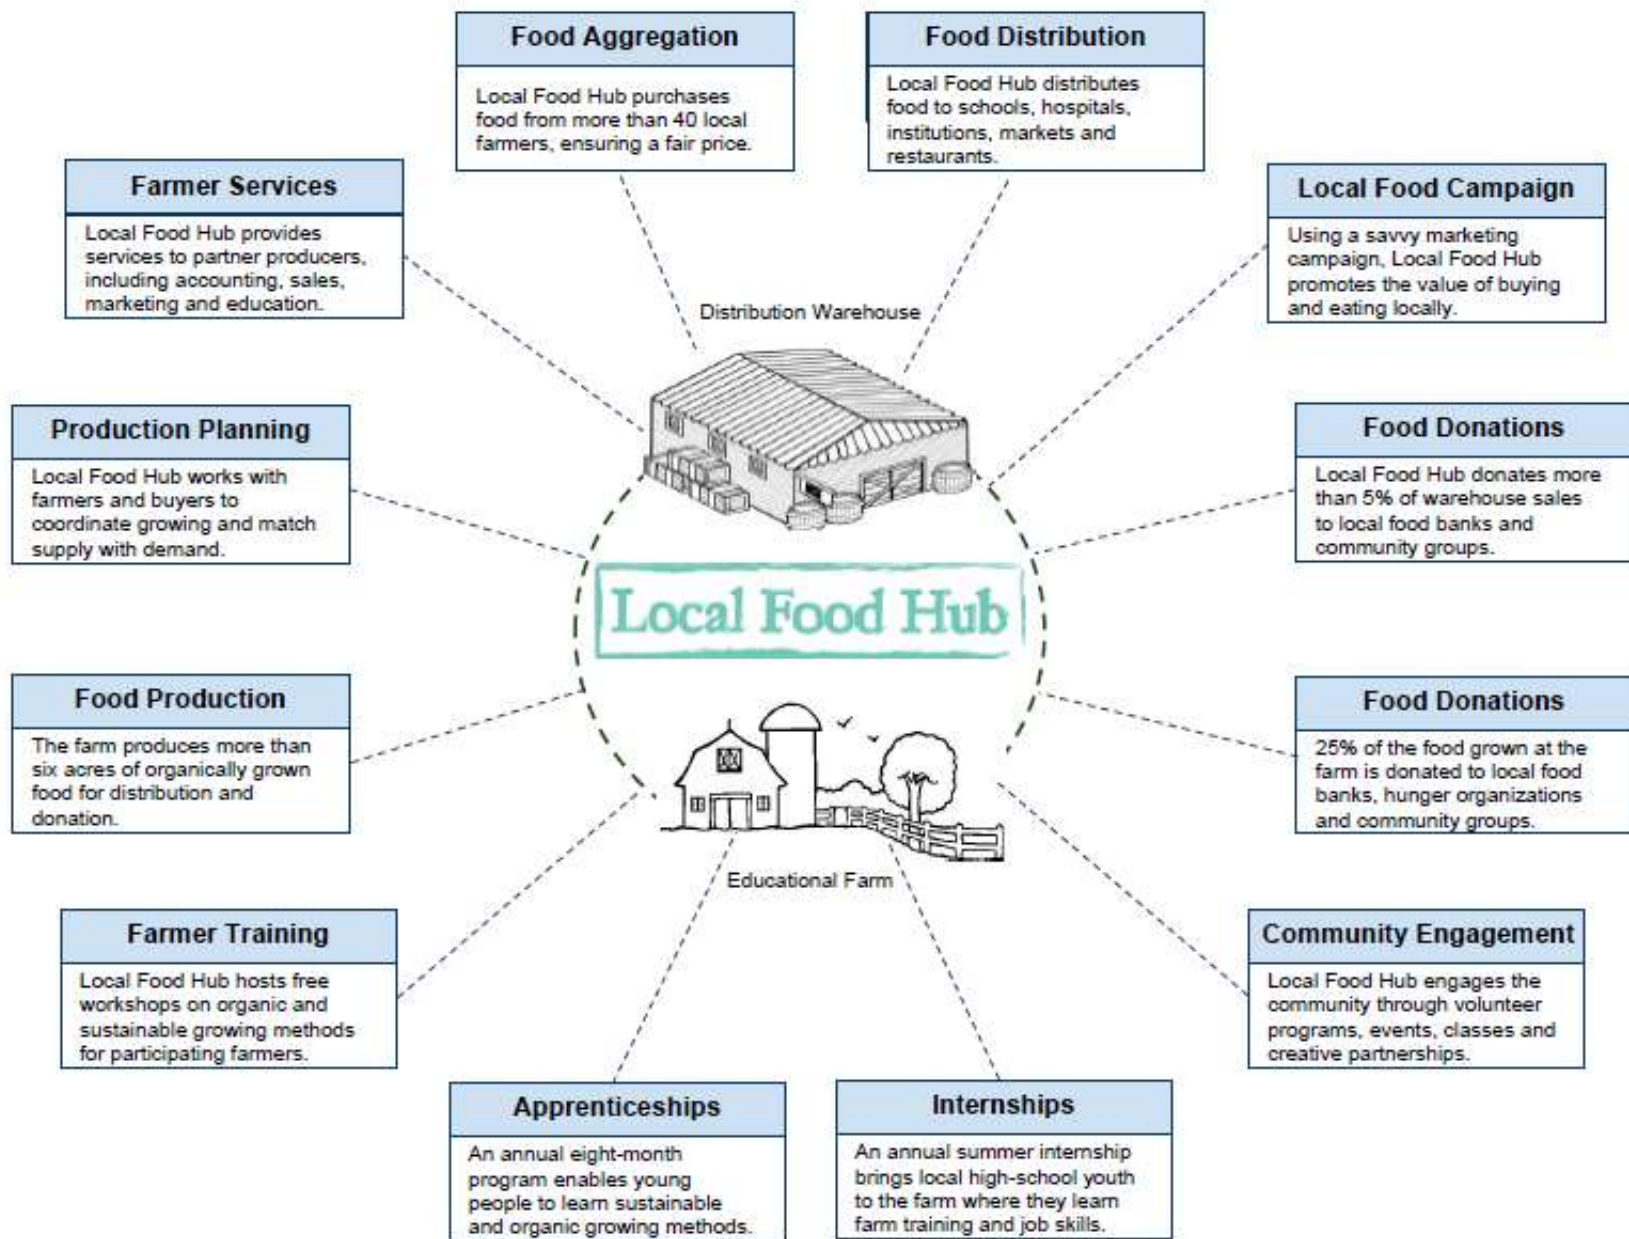 Food Aggregation
Local Food Hub purchases
food from more than 40 local
farmers, ensuring a fair price.
Food Distribution
Local Food Hub distributes
food to schools, hospitals,
institutions, markets and
restaurants.
Farmer Services
Local Food Hub provides
services to partner producers,
including accounting, sales,
marketing and education.
Local Food Campaign
Using a savvy marketing
campaign, Local Food Hub
promotes the value of buying
and eating locally.
Distribution Warehouse
Production Planning
Local Food Hub works with
farmers and buyers to
coordinate growing and match
supply with demand.
Food Donations
Local Food Hub donates more
than 5% of warehouse sales
to local food banks and
community groups.
Local Food Hub
Food Production
The farm produces more than
six acres of organically grown
food for distribution and
donation.
Food Donations
25% of the food grown at the
farm is donated to local food
banks, hunger organizations
and community groups.
Educational Farm
Farmer Training
Local Food Hub hosts free
workshops on organic and
sustainable growing methods
for participating farmers.
Community Engagement
Local Food Hub engages the
community through volunteer
programs, events, classes and
creative partnerships.
Apprenticeships
An annual eight-month
program enables young
people to learn sustainable
and organic growing methods.
Internships
An annual summer internship
brings local high-school youth
to the farm where they learn
farm training and job skills.